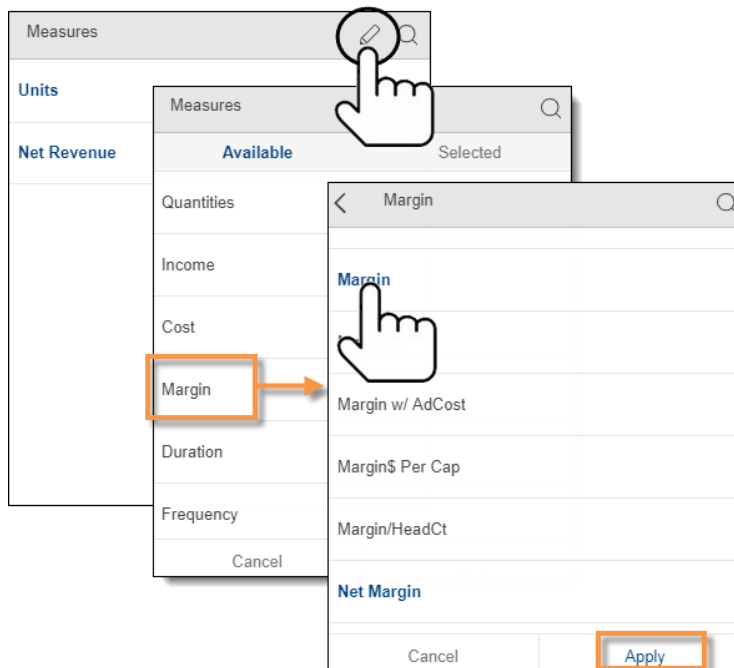 Measures
Units
Net Revenue
Measures
Available
Selected
Quantities
Income
Cost
Margin
Duration
Frequency
Cancel
Margin
Margin
Margin w/ AdCost
Margin$ Per Cap
Margin/HeadCt
Net Margin
Cancel
Apply